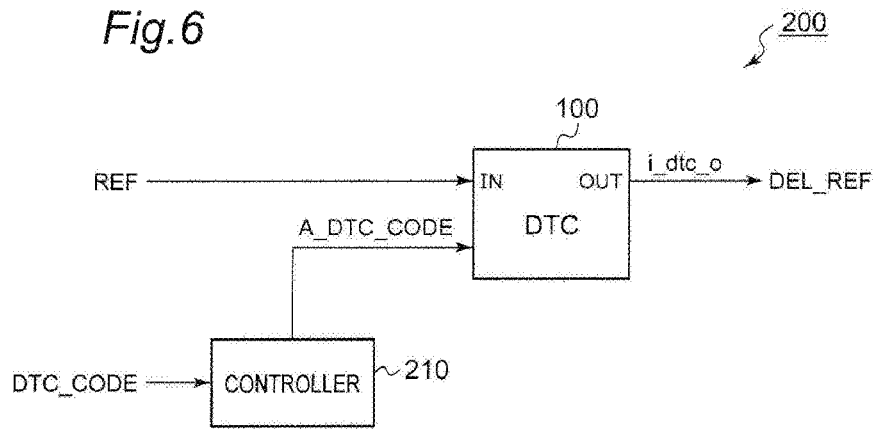 Fig.6
200
100
REF
IN
OUT
i_dtc_o
DEL_REF
A_DTC_CODE
DTC
DTC_CODE
CONTROLLER
210